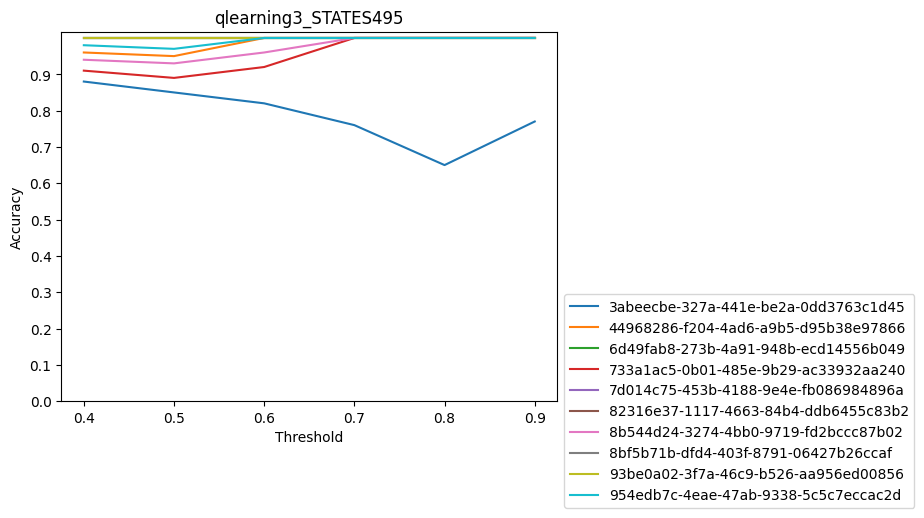 qlearning3_STATES495
0.9
0.8
0.7
0.6
0.5
0.4
0.3
0.2
0.1
0.0
Accuracy
0.4 0.5 0.6 0.7 0.8 0.9
Threshold
3abeecbe-327a-441e-be2a-0dd3763c1d45
44968286-f204-4ad6-a9b5-d95b38e97866
6d49fab8-273b-4a91-948b-ecd14556b049
733a1ac5-0b01-485e-9b29-ac33932aa240
7d014c75-453b-4188-9e4e-fb086984896a
82316e37-1117-4663-84b4-ddb6455c83b2
8b544d24-3274-4bb0-9719-fd2bccc87b02
8bf5b71b-dfd4-403f-8791-06427b26ccaf
93be0a02-3f7a-46c9-b526-aa956ed00856
954edb7c-4eae-47ab-9338-5c5c7eccac2d